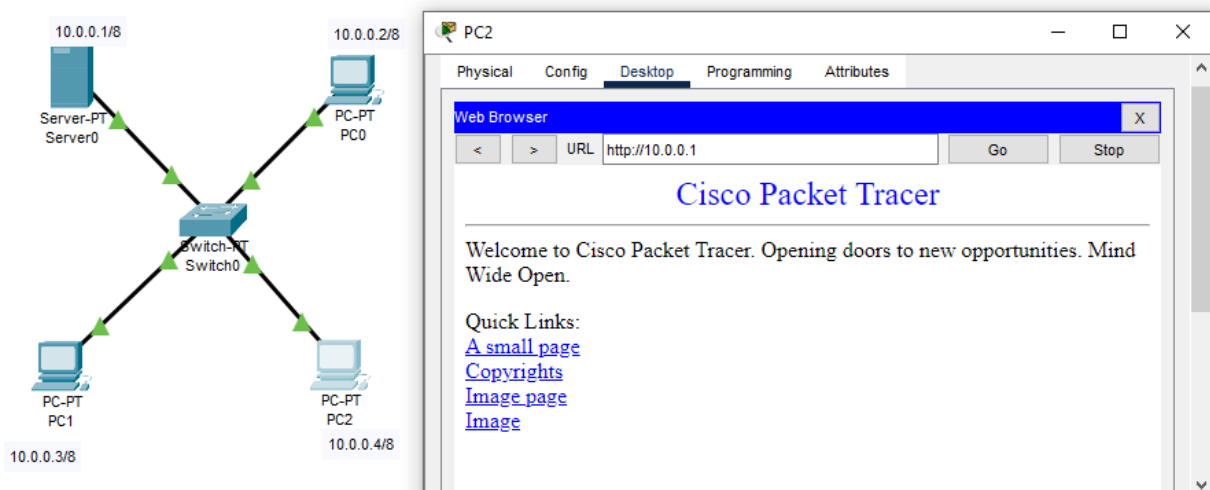 10.0.0.1/8
10.0.0.2/8
Server-PT
Server0
PC-PT
PC0
Switch-PT
Switch0
PC-PT
PC1
10.0.0.3/8
PC-PT
PC2
10.0.0.4/8
PC2
Physical Config Desktop Programming Attributes
Web Browser X
< > URL http://10.0.0.1 Go Stop
Cisco Packet Tracer
Welcome to Cisco Packet Tracer. Opening doors to new opportunities. Mind
Wide Open.
Quick Links:
A small page
Copyrights
Image page
Image